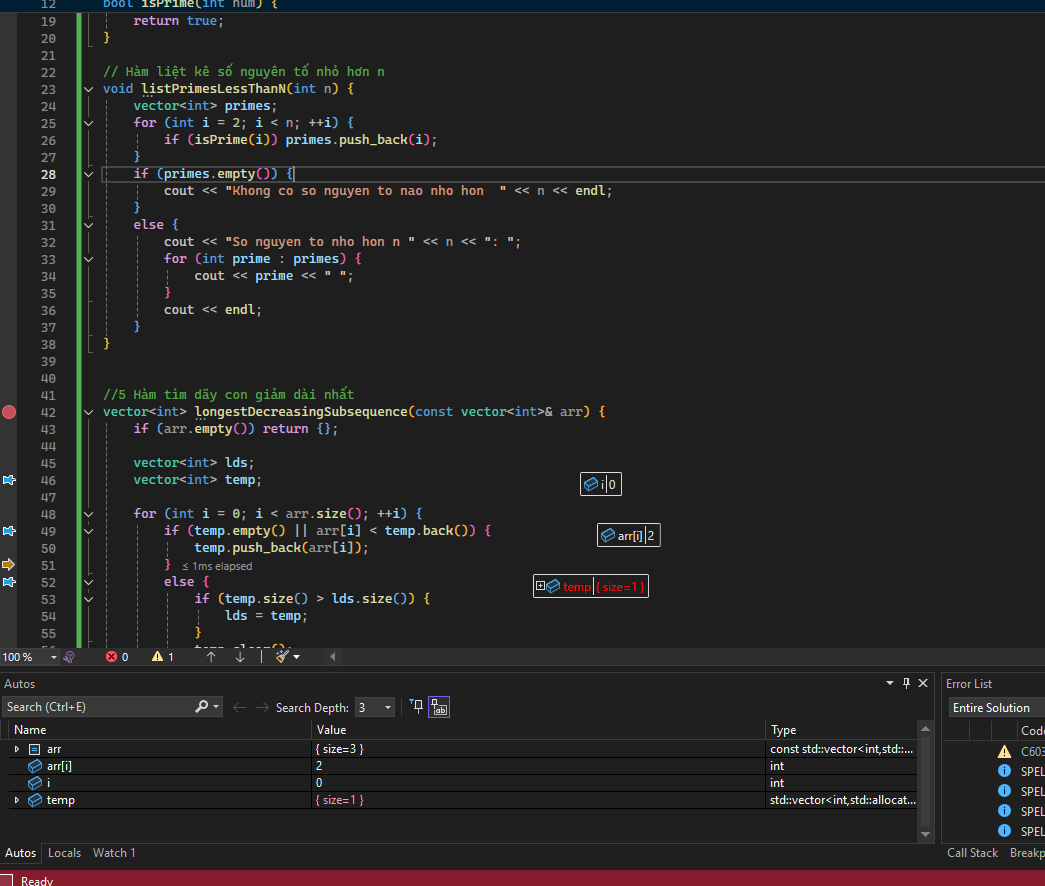 12 bool isPrime(int num) {
19 return true;
20 }
21
22 // Hàm liệt kê số nguyên tố nhỏ hơn n
23 void listPrimesLessThanN(int n) {
24 vector<int> primes;
25 for (int i = 2; i < n; ++i) {
26 if (isPrime(i)) primes.push_back(i);
27 }
28 if (primes.empty()) {
29 cout << "Khong co so nguyen to nao nho hon  " << n << endl;
30 }
31 else {
32 cout << "So nguyen to nho hon n " << n << ": ";
33 for (int prime : primes) {
34 cout << prime << " ";
35 }
36 cout << endl;
37 }
38 }
39
40
41 //5 Hàm tìm dãy con giảm dài nhất
42 vector<int> longestDecreasingSubsequence(const vector<int>& arr) {
43 if (arr.empty()) return {};
44
45 vector<int> lds;
46 vector<int> temp;
i 0
47
48 for (int i = 0; i < arr.size(); ++i) {
49 if (temp.empty() || arr[i] < temp.back()) {
arr[i] 2
50 temp.push_back(arr[i]);
51 } ≤ 1ms elapsed
52 else {
temp { size=1 }
53 if (temp.size() > lds.size()) {
54 lds = temp;
55 }
100 % 0 1
Autos
Search (Ctrl+E) Search Depth: 3
Name Value Type
arr { size=3 } const std::vector<int,std::...
arr[i] 2 int
i 0 int
temp { size=1 } std::vector<int,std::allocat...
Autos Locals Watch 1
Error List
Entire Solution
Code
C603
SPEL
SPEL
SPEL
SPEL
Call Stack Breakp
Ready